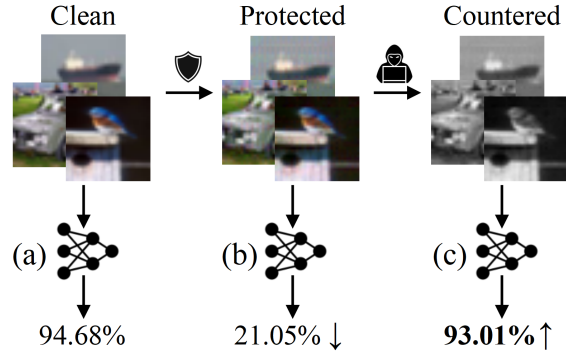 Clean Protected Countered
(a) (b) (c)
94.68% 21.05%↓ 93.01%↑